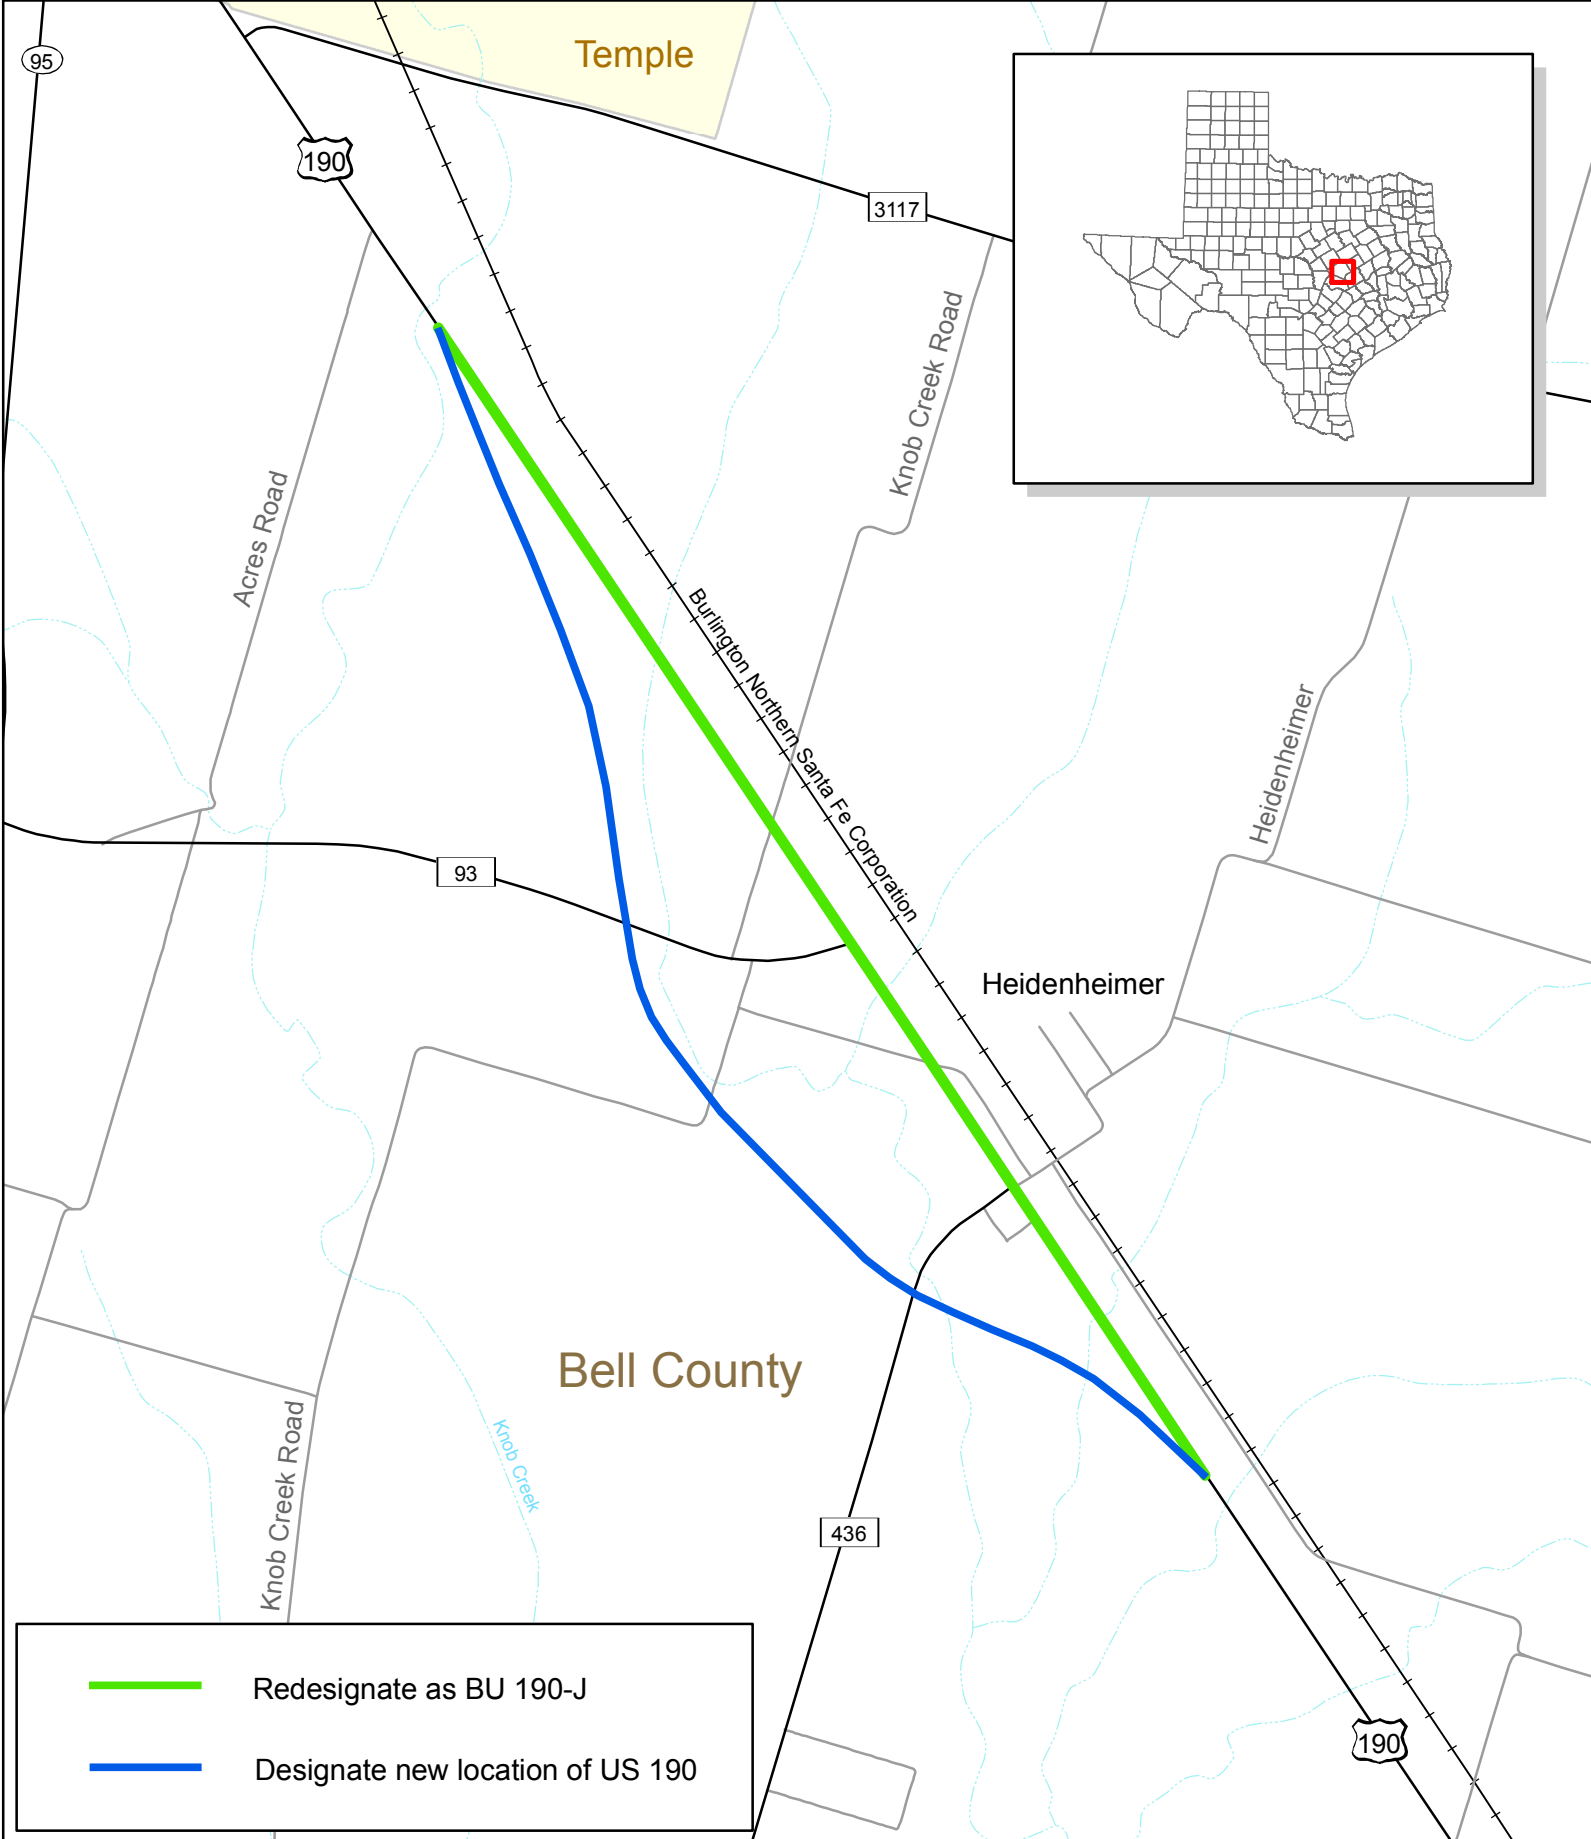 Temple
95
190
3117
Knob Creek Road
Acres Road
Burlington Northern Santa Fe Corporation
Heidenheimer
93
Heidenheimer
Bell County
Knob Creek Road
Knob Creek
436
190
Redesignate as BU 190-J
Designate new location of US 190